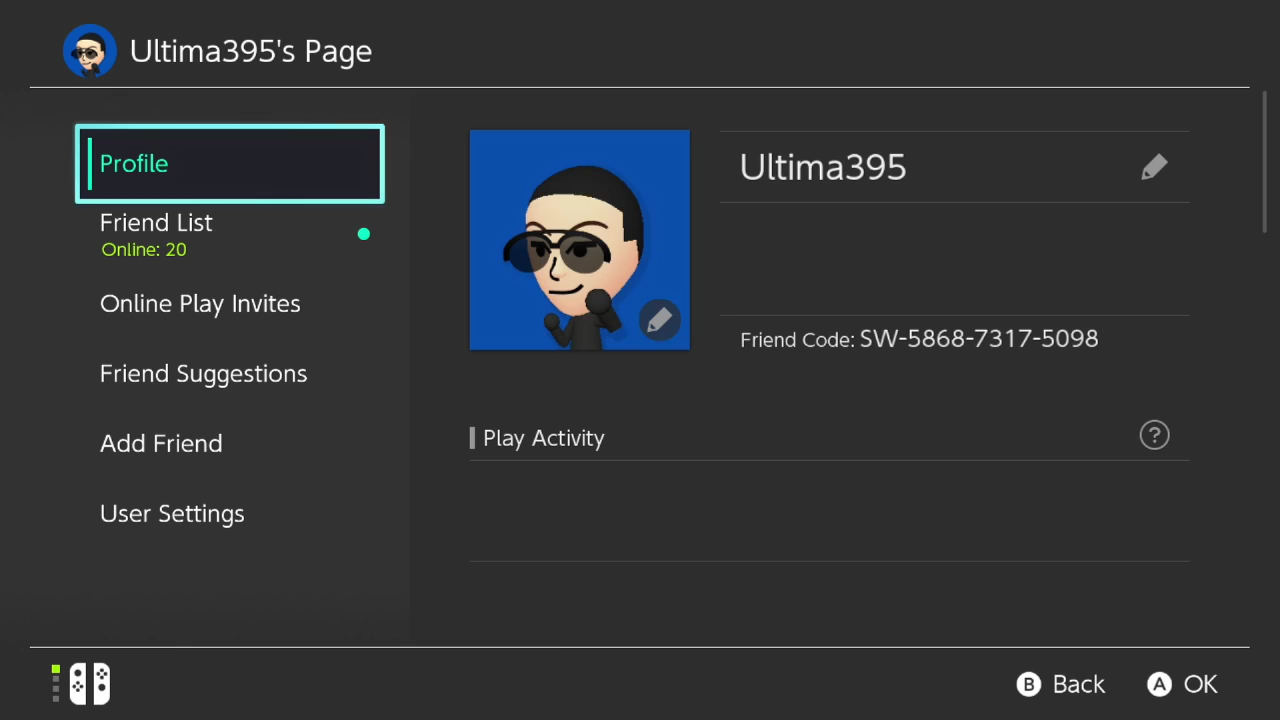 Ultima395's Page
Profile
Friend List
Online: 20
Online Play Invites
Friend Suggestions
Add Friend
User Settings
Ultima395
Friend Code: SW-5868-7317-5098
Play Activity
?
B Back
A OK